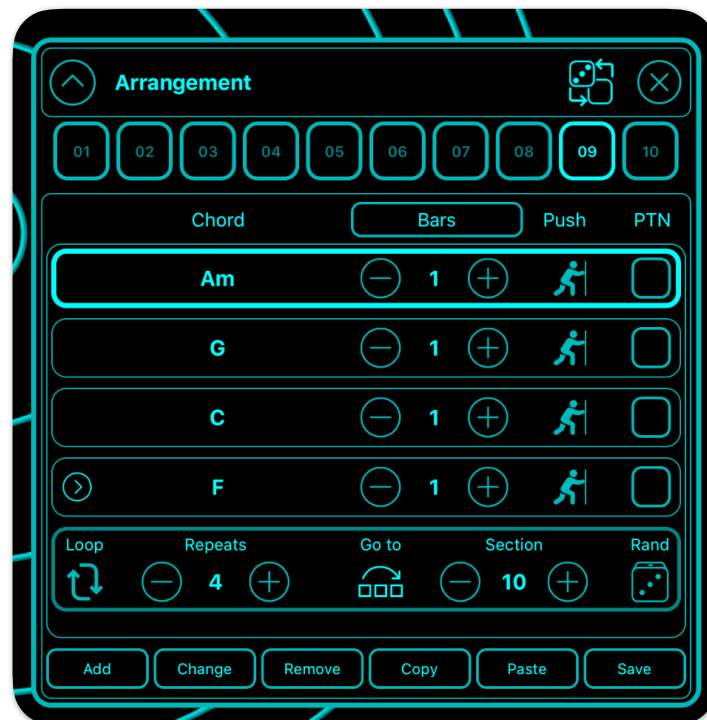 Arrangement
01 02 03 04 05 06 07 08 09 10
Chord Bars Push PTN
Am 1
G 1
C 1
F 1
Loop Repeats Go to Section Rand
4 10
Add Change Remove Copy Paste Save